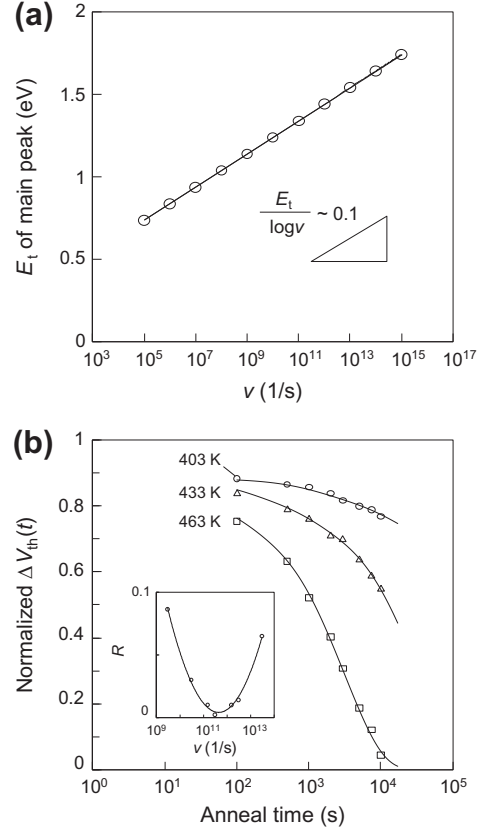 (a)
2
1.5
1
0.5
0
E_t of main peak (eV)
E_t
logν ~ 0.1
10^3 10^5 10^7 10^9 10^11 10^13 10^15 10^17
ν (1/s)
(b)
1
0.8
0.6
0.4
0.2
0
Normalized ΔV_th(t)
403 K
433 K
463 K
0.1
R
0
10^9 10^11 10^13
ν (1/s)
10^0 10^1 10^2 10^3 10^4 10^5
Anneal time (s)